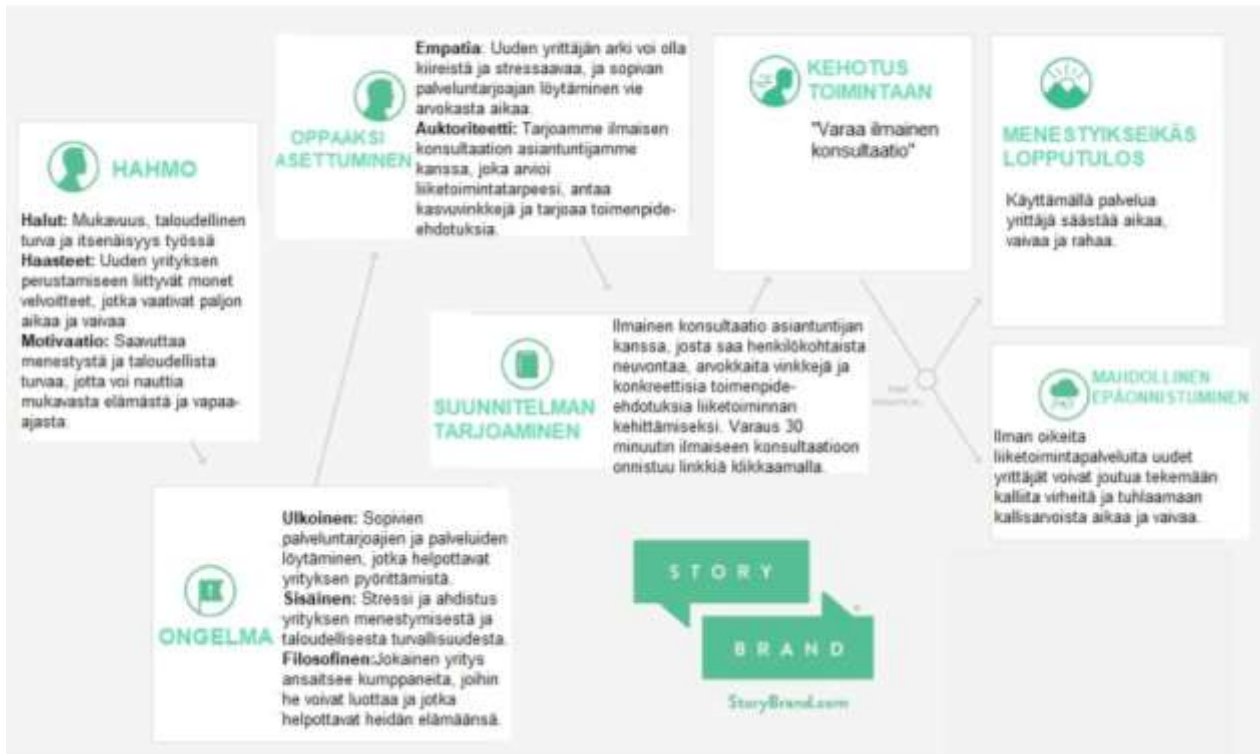 HAHMO
Halut: Mukavuus, taloudellinen
turva ja itsenäisyys työssä
Haasteet: Uuden yrityksen
perustamiseen liittyvät monet
velvoitteet, jotka vaativat paljon
aikaa ja vaivaa
Motivaatio: Saavuttaa
menestystä ja taloudellista
turvaa, jotta voi nauttia
mukavasta elämästä ja vapaa-
ajasta.
ONGELMA
Ulkoinen: Sopivien
palveluntarjoajien ja palveluiden
löytäminen, jotka helpottavat
yrityksen pyörittämistä.
Sisäinen: Stressi ja ahdistus
yrityksen menestymisestä ja
taloudellisesta turvallisuudesta.
Filosofinen:Jokainen yritys
ansaitsee kumppaneita, joihin
he voivat luottaa ja jotka
helpottavat heidän elämäänsä.
OPPAAKSI
ASETTUMINEN
Empatia: Uuden yrittäjän arki voi olla
kiireistä ja stressaavaa, ja sopivan
palveluntarjoajan löytäminen vie
arvokasta aikaa.
Auktoriteetti: Tarjoamme ilmaisen
konsultaation asiantuntijamme
kanssa, joka arvioi
liiketoimintatarpeesi, antaa
kasvuvinkkejä ja tarjoaa toimenpide-
ehdotuksia.
SUUNNITELMAN
TARJOAMINEN
Ilmainen konsultaatio asiantuntijan
kanssa, josta saa henkilökohtaista
neuvontaa, arvokkaita vinkkejä ja
konkreettisia toimenpide-
ehdotuksia liiketoiminnan
kehittämiseksi. Varaus 30
minuutin ilmaiseen konsultaatioon
onnistuu linkkiä klikkaamalla.
KEHOTUS
TOIMINTAAN
"Varaa ilmainen
konsultaatio"
MENESTYIKSEIKÄS
LOPPUTULOS
Käyttämällä palvelua
yrittäjä säästää aikaa,
vaivaa ja rahaa.
MAHDOLLINEN
EPÄONNISTUMINEN
Ilman oikeita
liiketoimintapalveluita uudet
yrittäjät voivat joutua tekemään
kalliita virheitä ja tuhlaamaan
kallisarvoista aikaa ja vaivaa.
STORY
BRAND
StoryBrand.com